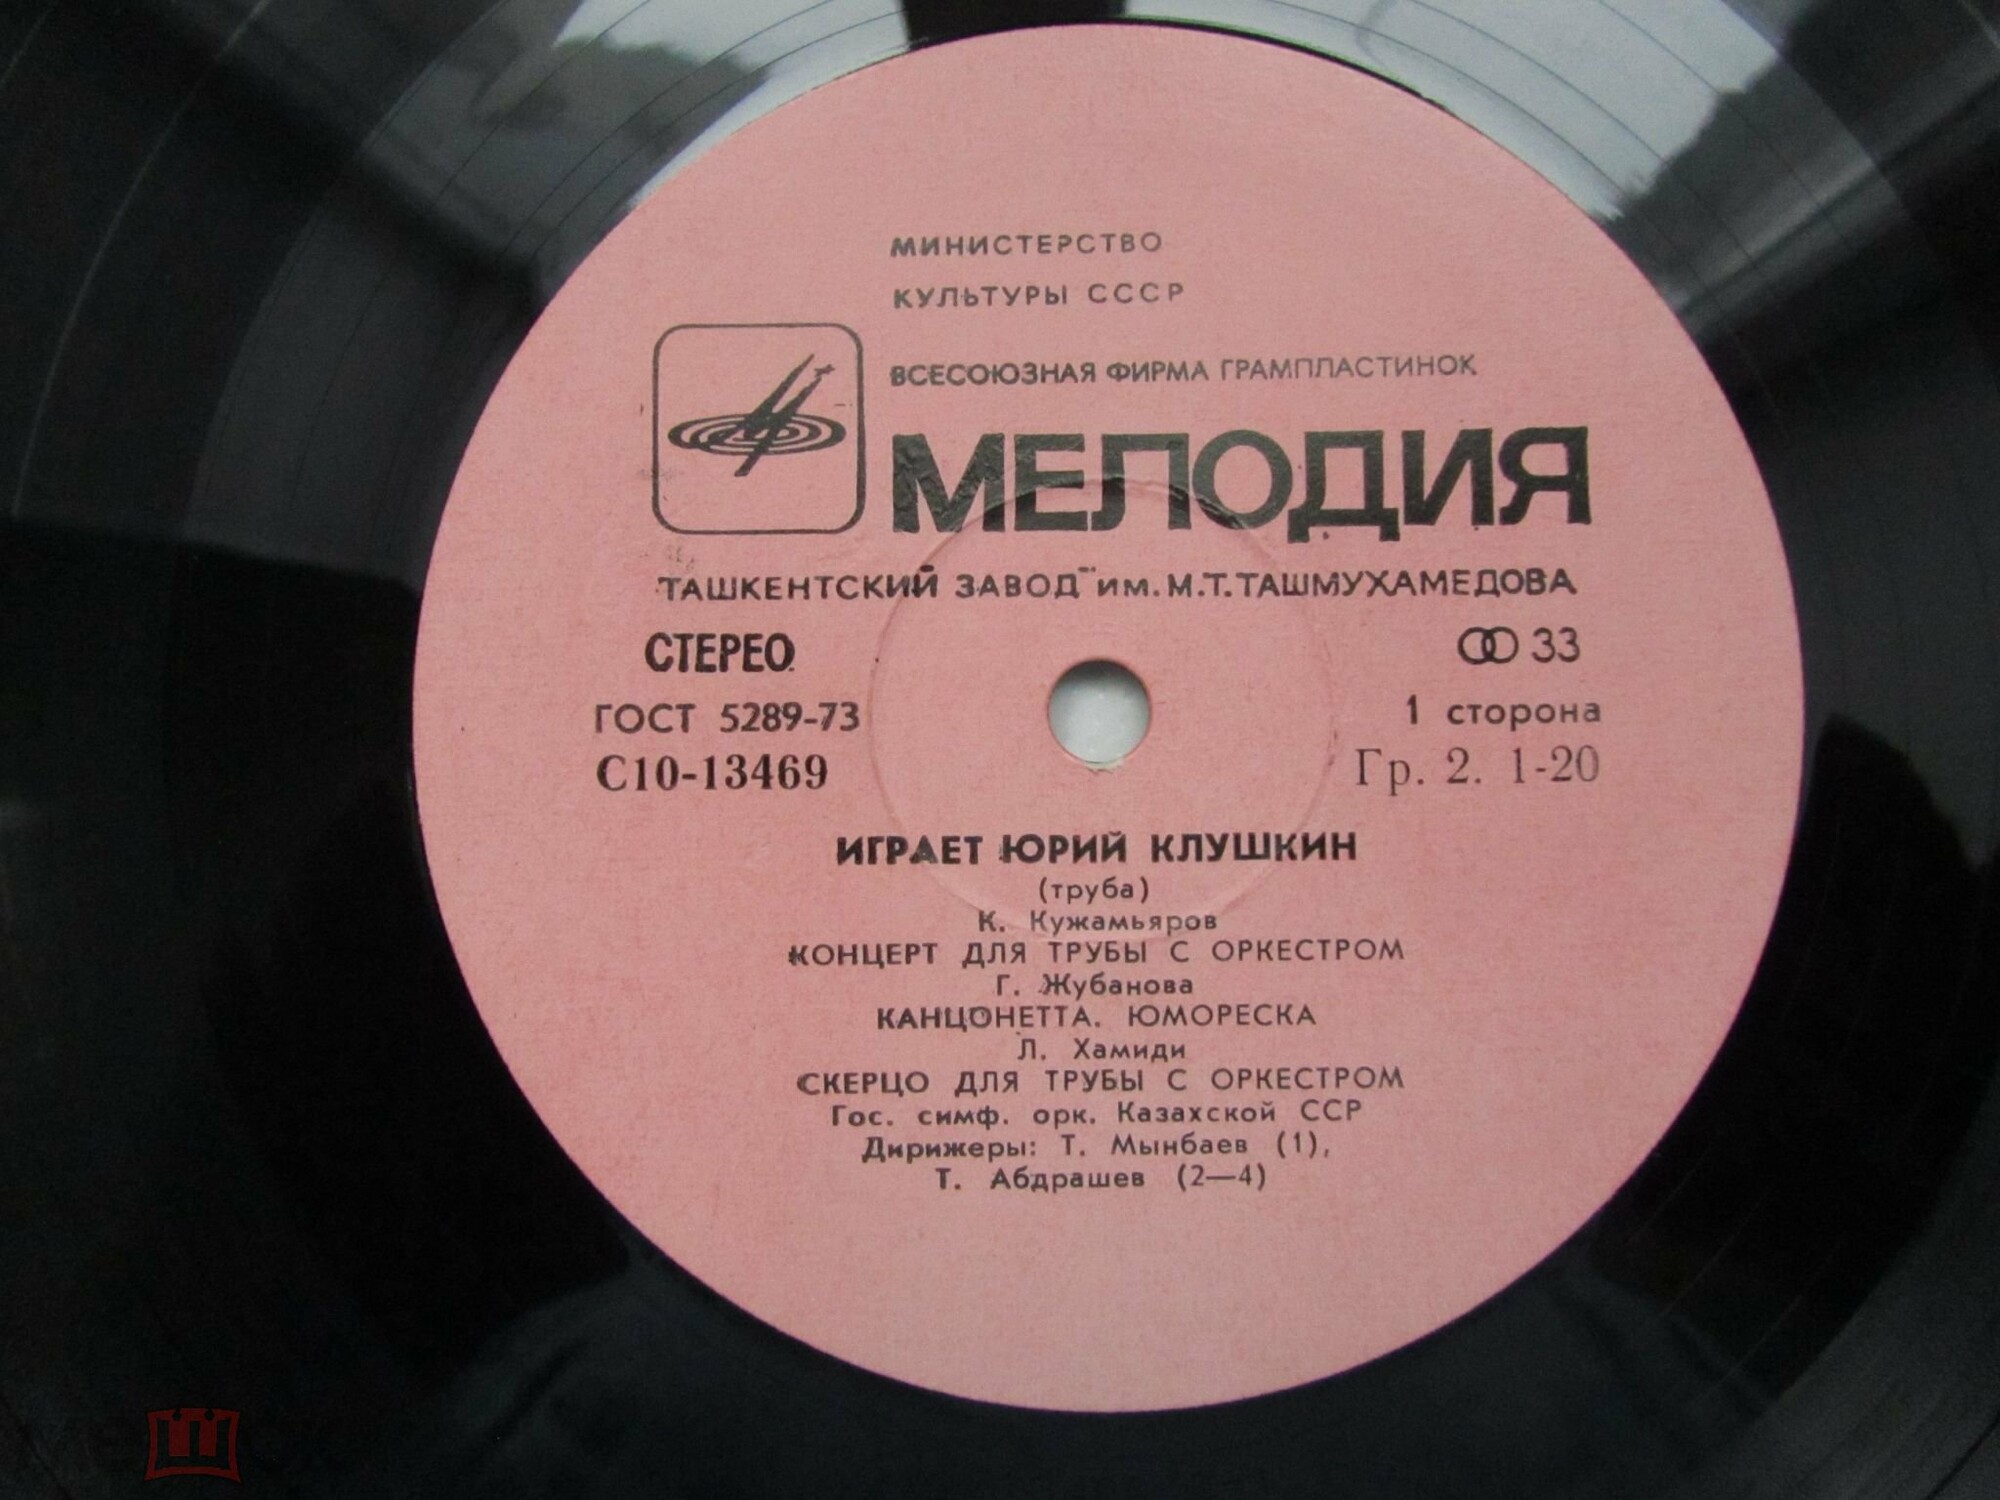 МИНИСТЕРСТВО
КУЛЬТУРЫ СССР
ВСЕСОЮЗНАЯ ФИРМА ГРАМПЛАСТИНОК
МЕЛОДИЯ
ТАШКЕНТСКИЙ ЗАВОД им. М.Т.ТАШМУХАМЕДОВА
СТЕРЕО
33
ГОСТ 5289-73
1 сторона
С10-13469
Гр. 2. 1-20
ИГРАЕТ ЮРИЙ КЛУШКИН
(труба)
К. Кужамьяров
КОНЦЕРТ ДЛЯ ТРУБЫ С ОРКЕСТРОМ
Г. Жубанова
КАНЦОНЕТТА. ЮМОРЕСКА
Л. Хамиди
СКЕРЦО ДЛЯ ТРУБЫ С ОРКЕСТРОМ
Гос. симф. орк. Казахской ССР
Дирижеры: Т. Мынбаев (1),
Т. Абдрашев (2—4)